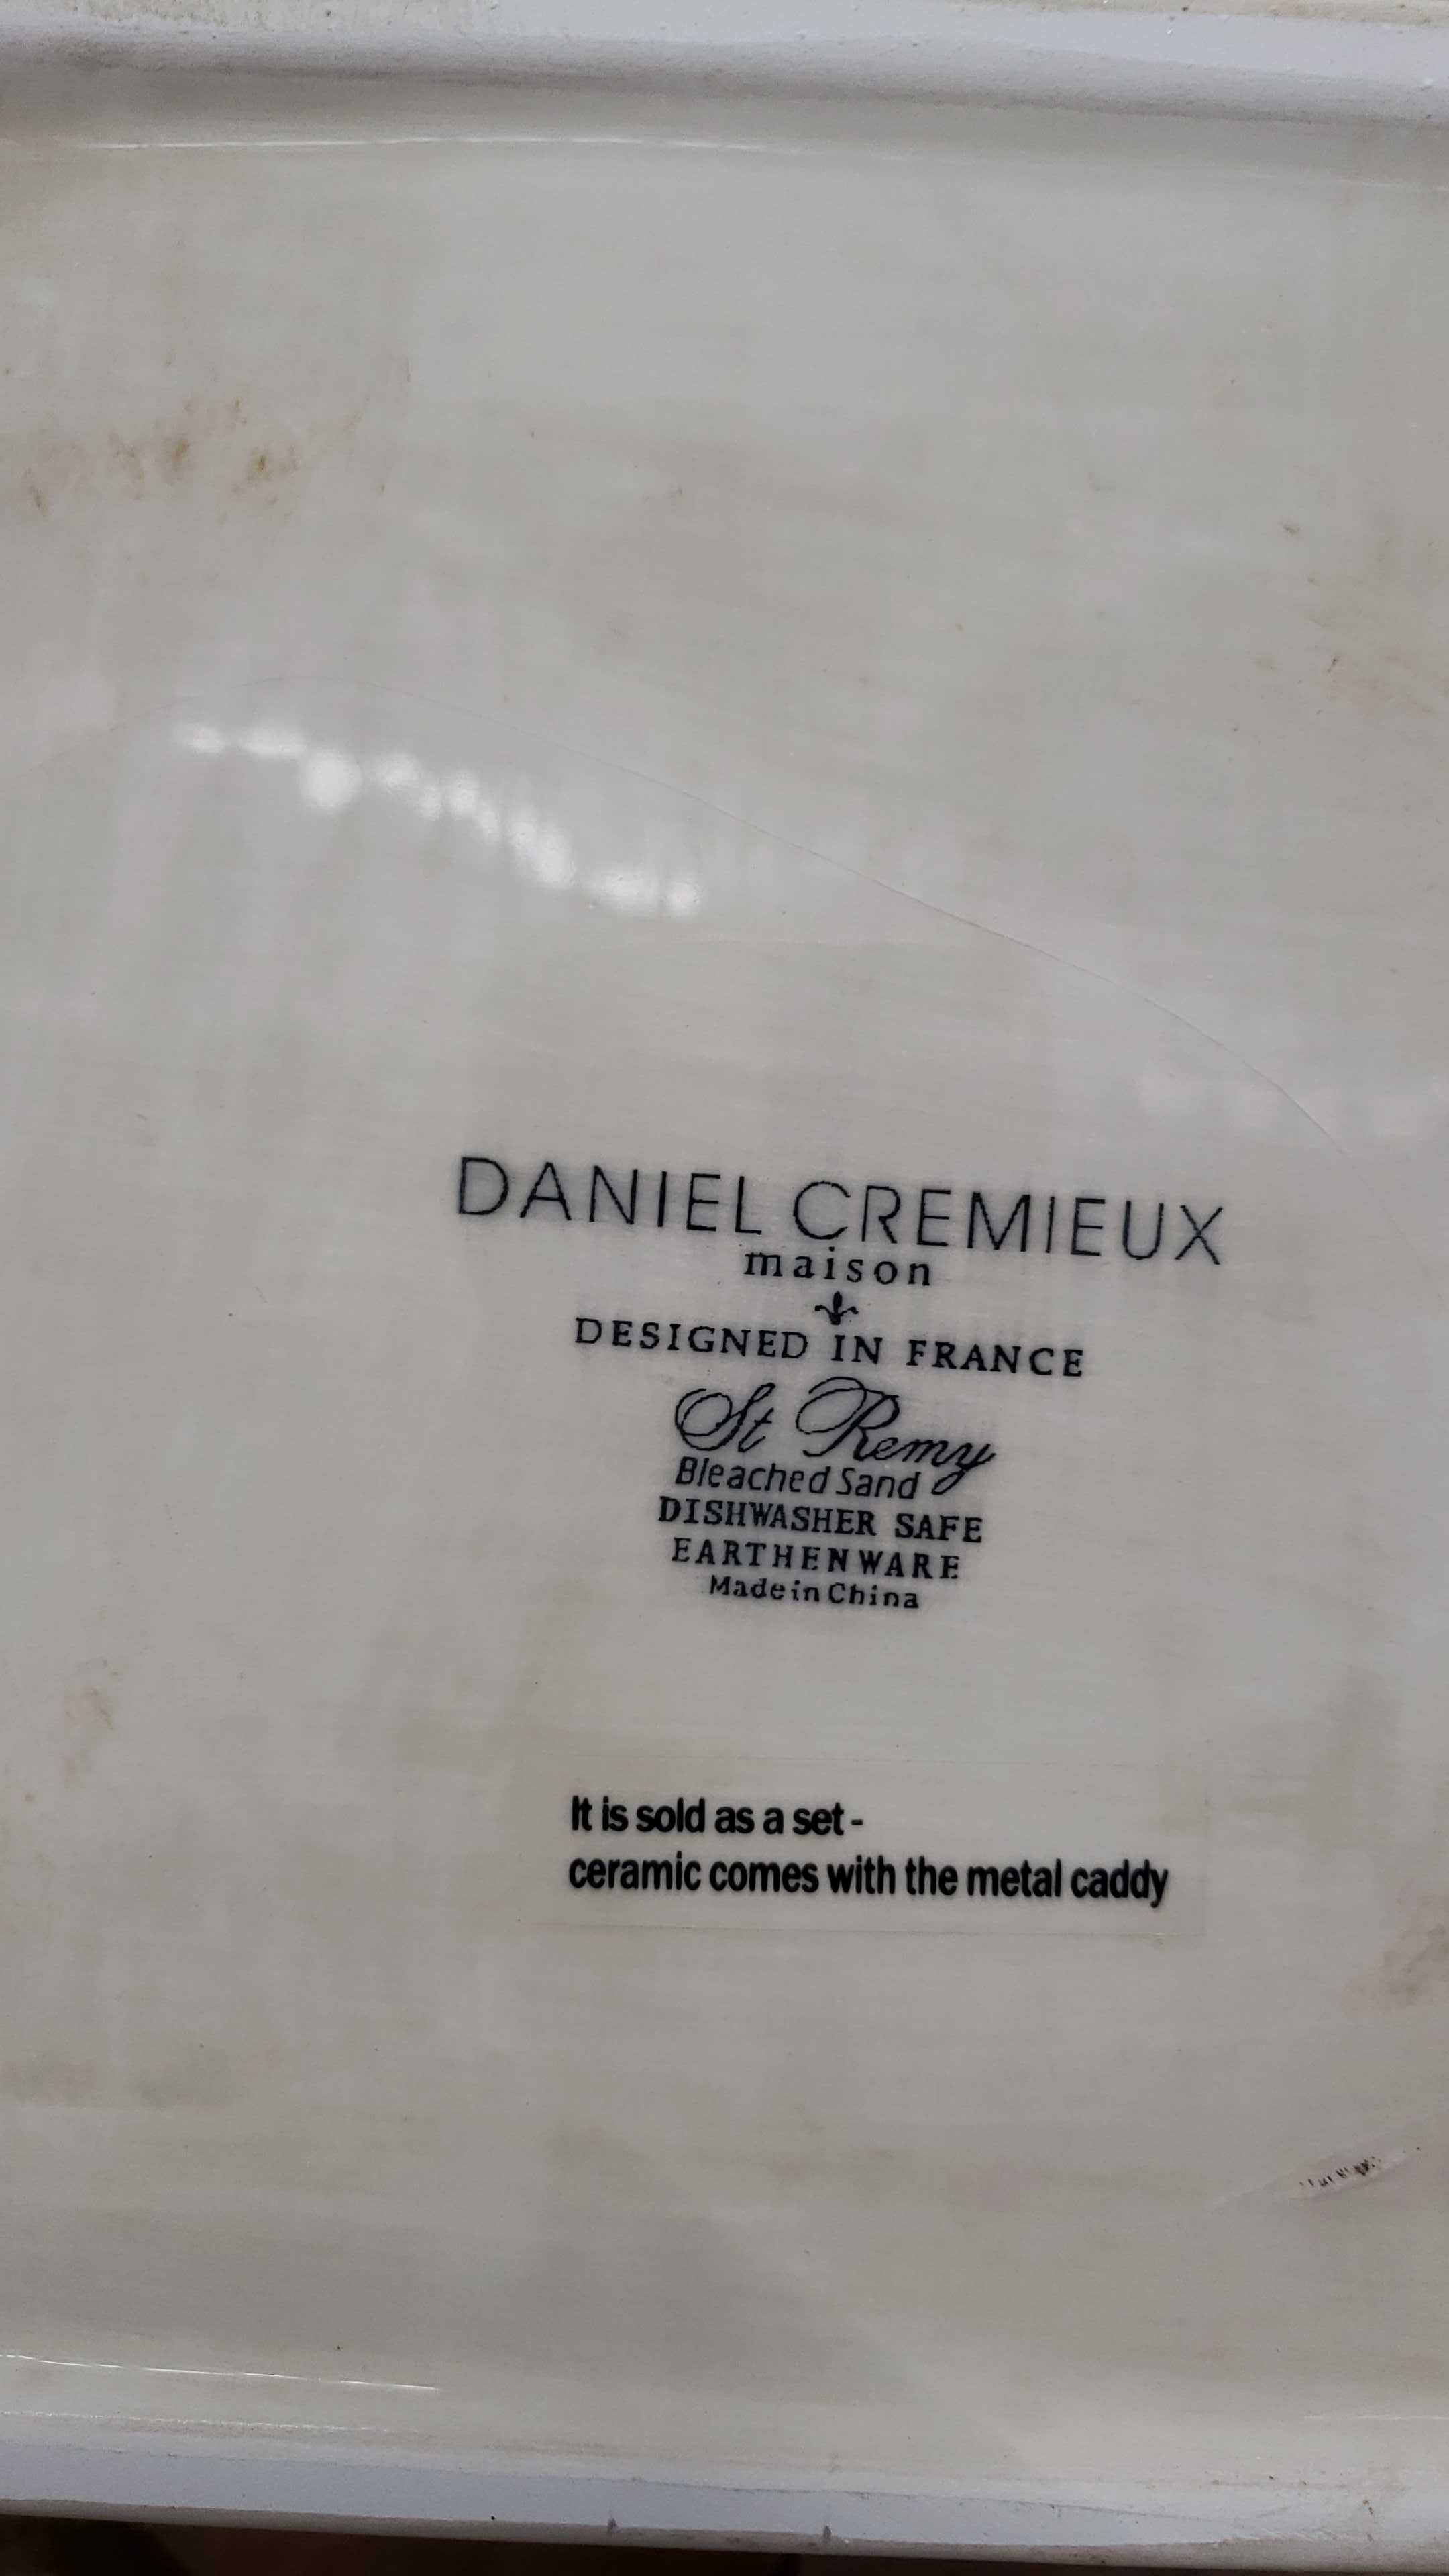 DANIEL CREMIEUX
maison
DESIGNED IN FRANCE
St Remy
Bleached Sand
DISHWASHER SAFE
EARTHENWARE
Made in China
It is sold as a set -
ceramic comes with the metal caddy